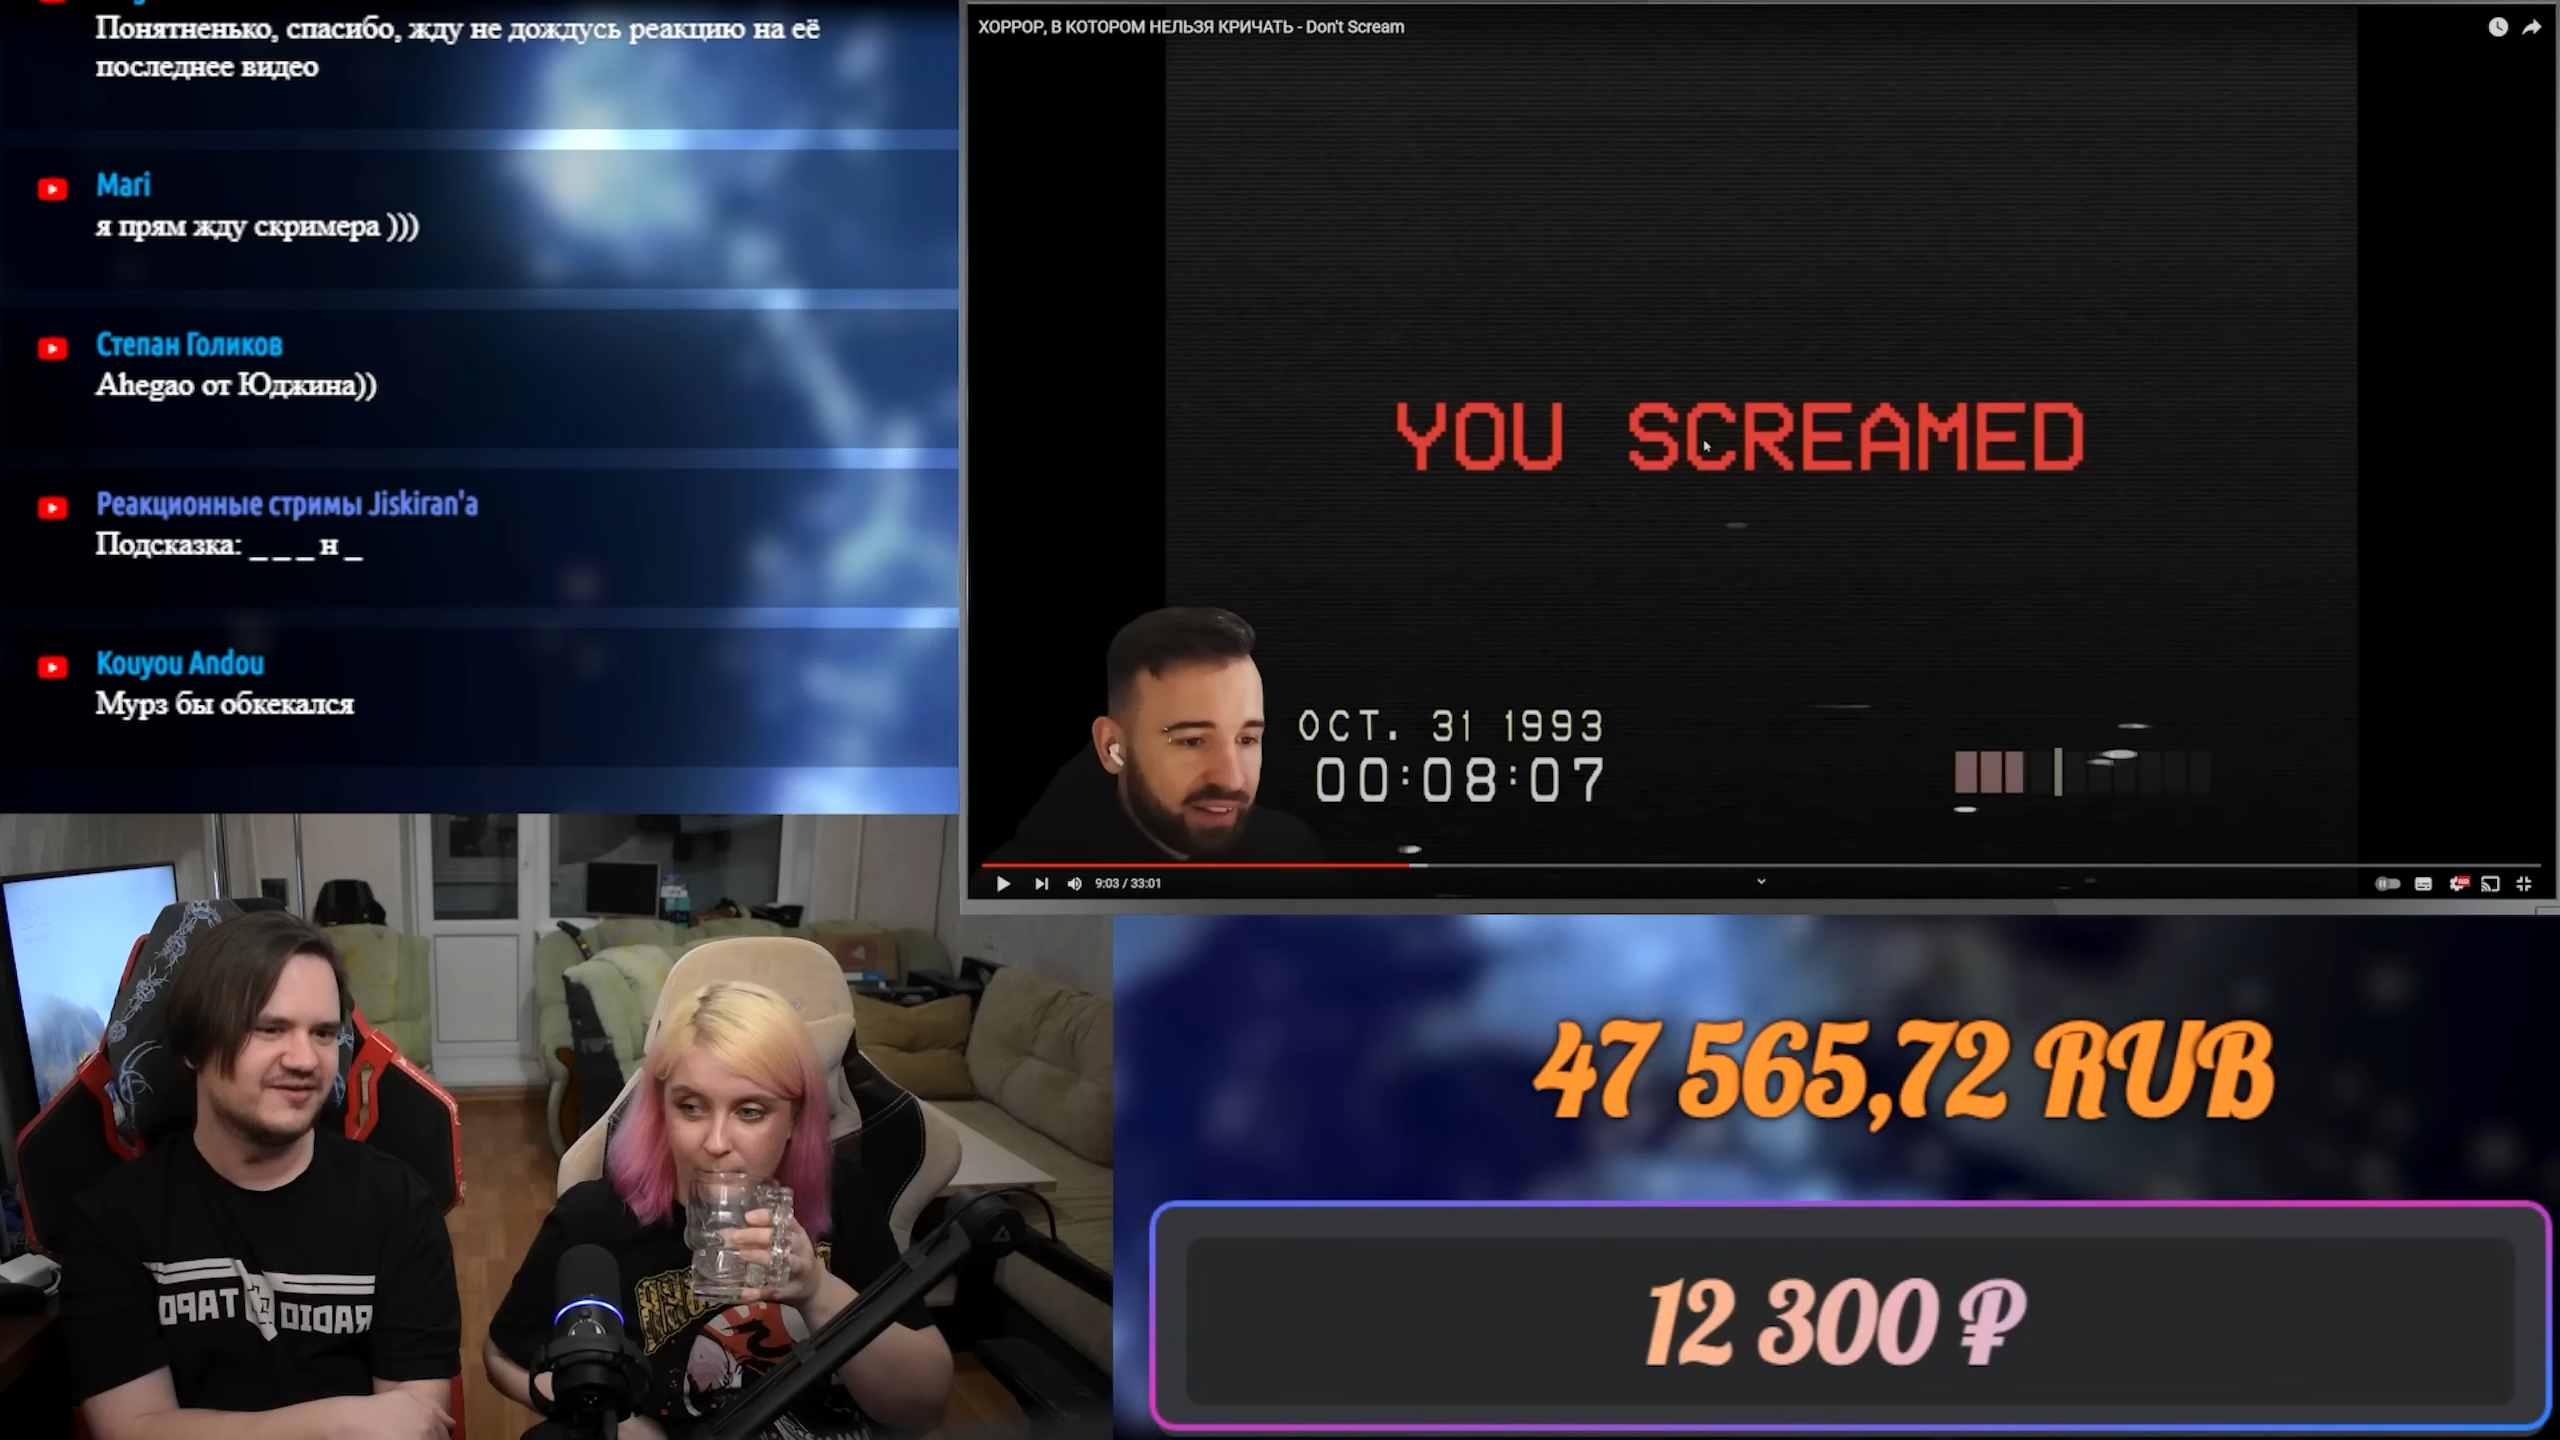 Понятненько, спасибо, жду не дождусь реакцию на её
последнее видео
Mari
я прям жду скримера )))
Степан Голиков
Ahegao от Юджина))
Реакционные стримы Jiskiran'a
Подсказка: _ _ _ н _
Kouyou Andou
Мурз бы обкекался
ХОРРОР, В КОТОРОМ НЕЛЬЗЯ КРИЧАТЬ - Don't Scream
YOU SCREAMED
OCT. 31 1993
00:08:07
9:03 / 33:01
47 565,72 RUB
12 300 ₽
RADIO TAPO